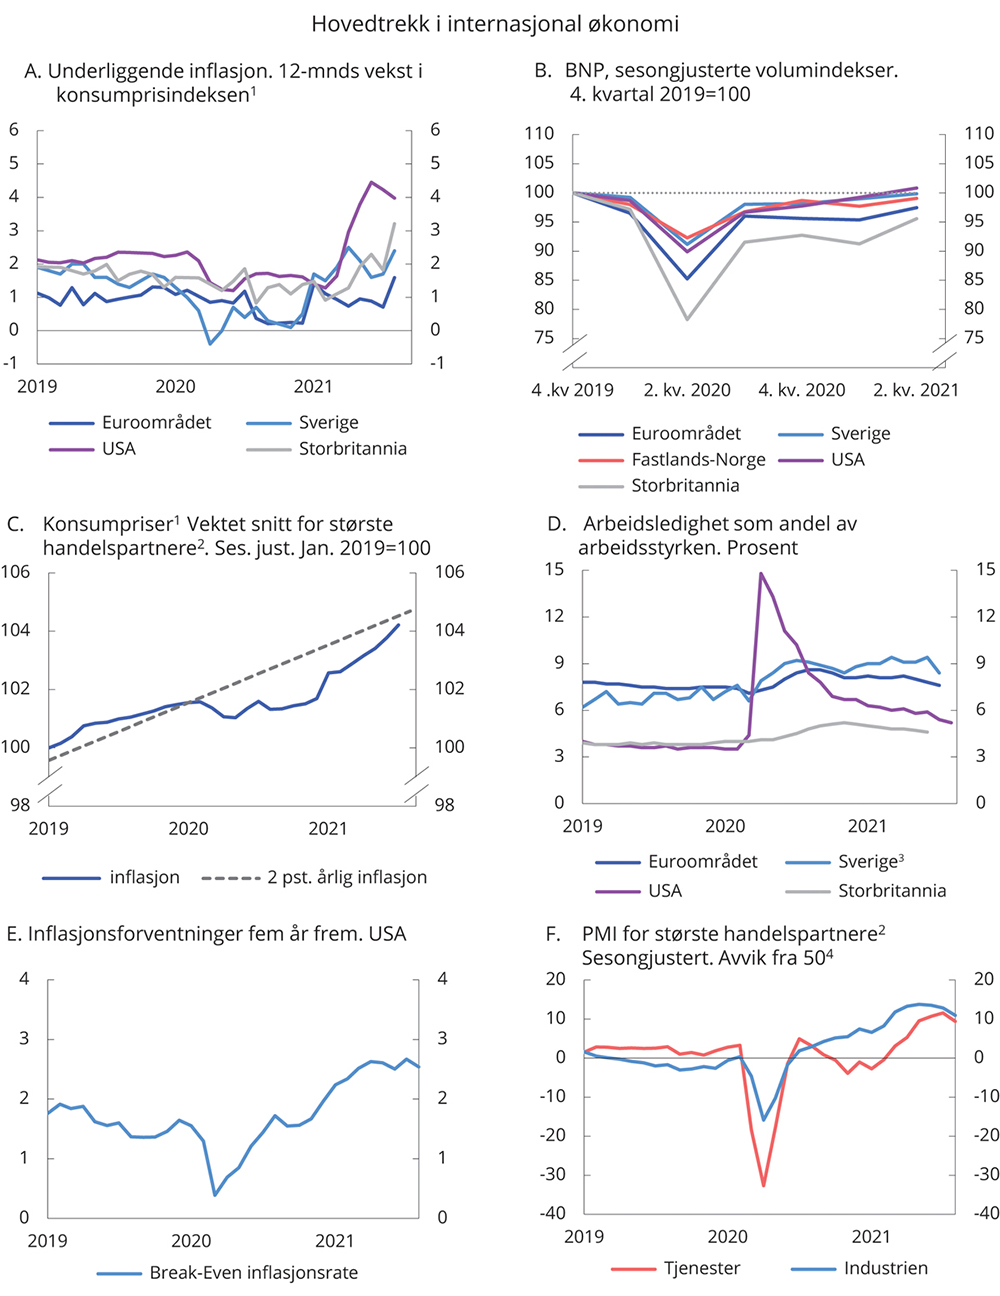 Hovedtrekk i internasjonal økonomi
A. Underliggende inflasjon. 12-mnds vekst i
konsumprisindeksen¹
6 6
5 5
4 4
3 3
2 2
1 1
0 0
-1 -1
2019 2020 2021
Euroområdet Sverige
USA Storbritannia
B. BNP, sesongjusterte volumindekser.
4. kvartal 2019=100
110 110
105 105
100 100
95 95
90 90
85 85
80 80
75 75
4 .kv 2019 2. kv. 2020 4. kv. 2020 2. kv. 2021
Euroområdet Sverige
Fastlands-Norge USA
Storbritannia
C. Konsumpriser¹ Vektet snitt for største
handelspartnere². Ses. just. Jan. 2019=100
106 106
104 104
102 102
100 100
98 98
2019 2020 2021
inflasjon 2 pst. årlig inflasjon
D. Arbeidsledighet som andel av
arbeidsstyrken. Prosent
15 15
12 12
9 9
6 6
3 3
0 0
2019 2020 2021
Euroområdet Sverige³
USA Storbritannia
E. Inflasjonsforventninger fem år frem. USA
4 4
3 3
2 2
1 1
0 0
2019 2020 2021
Break-Even inflasjonsrate
F. PMI for største handelspartnere²
Sesongjustert. Avvik fra 50⁴
20 20
10 10
0 0
-10 -10
-20 -20
-30 -30
-40 -40
2019 2020 2021
Tjenester Industrien